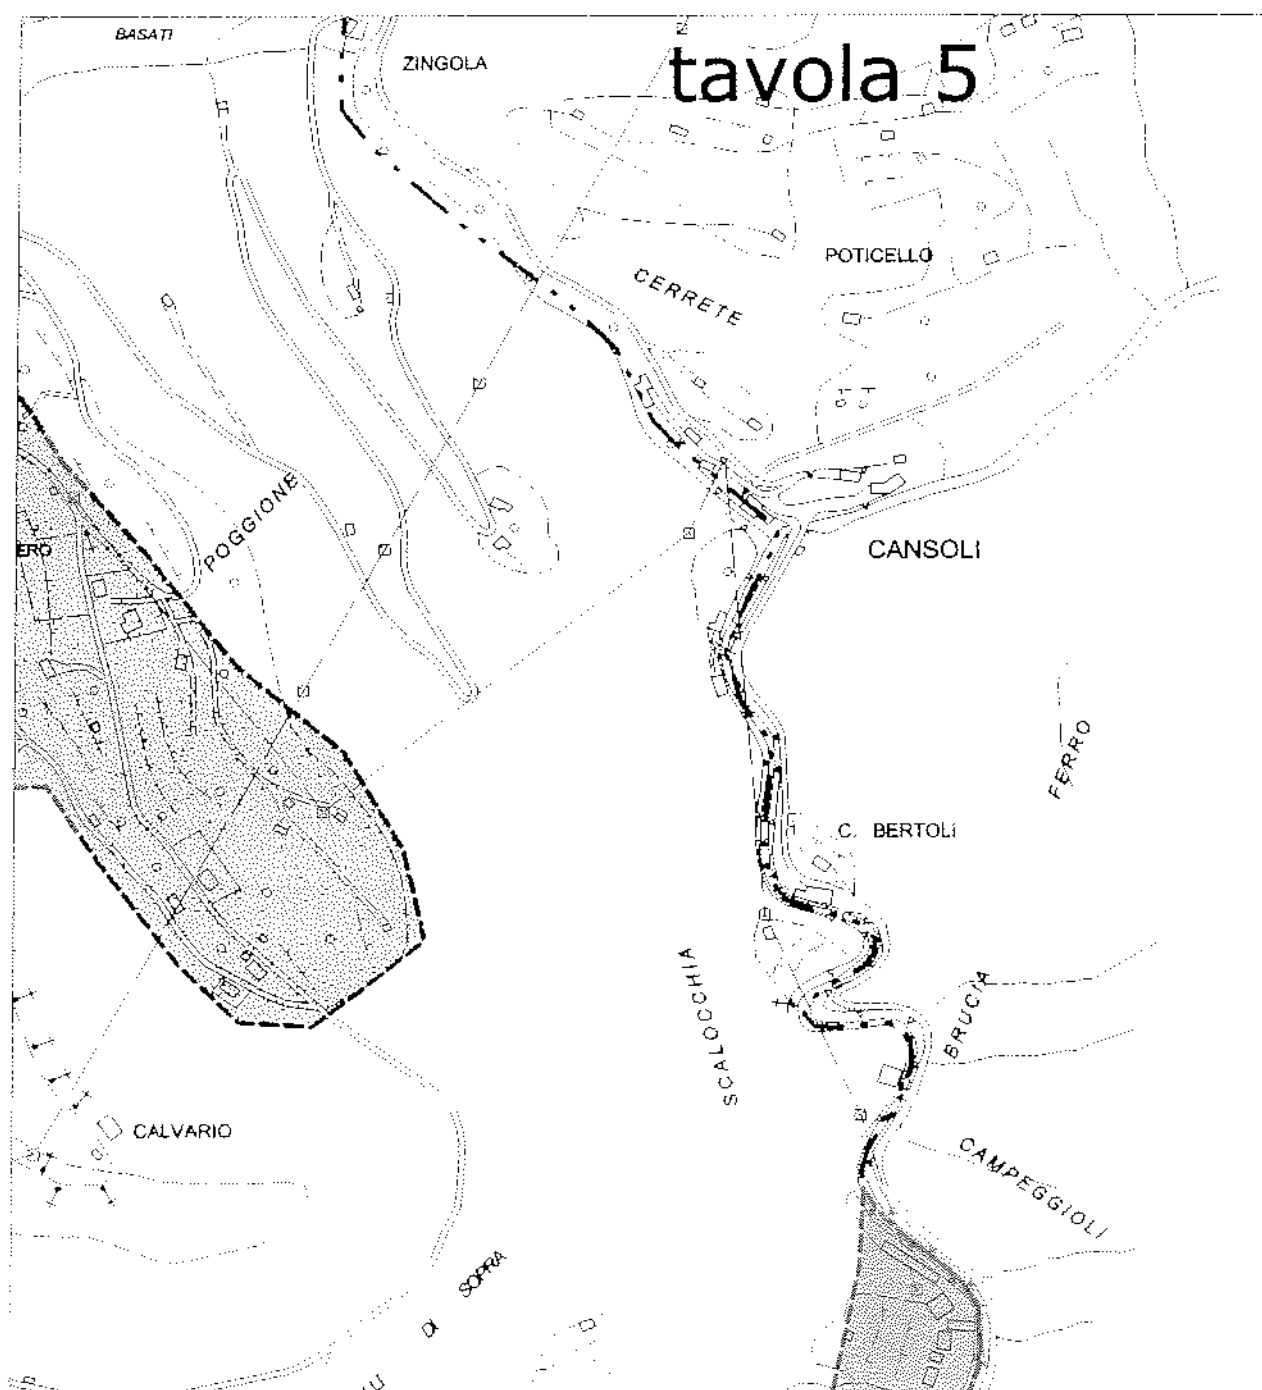 BASATI
ZINGOLA
tavola 5
POTICELLO
CERRETE
POGGIONE
ERO
CANSOLI
FERRO
C. BERTOLI
SCALOCCHIA
BRUCIA
CALVARIO
CAMPEGGIOLI
DI SOPRA